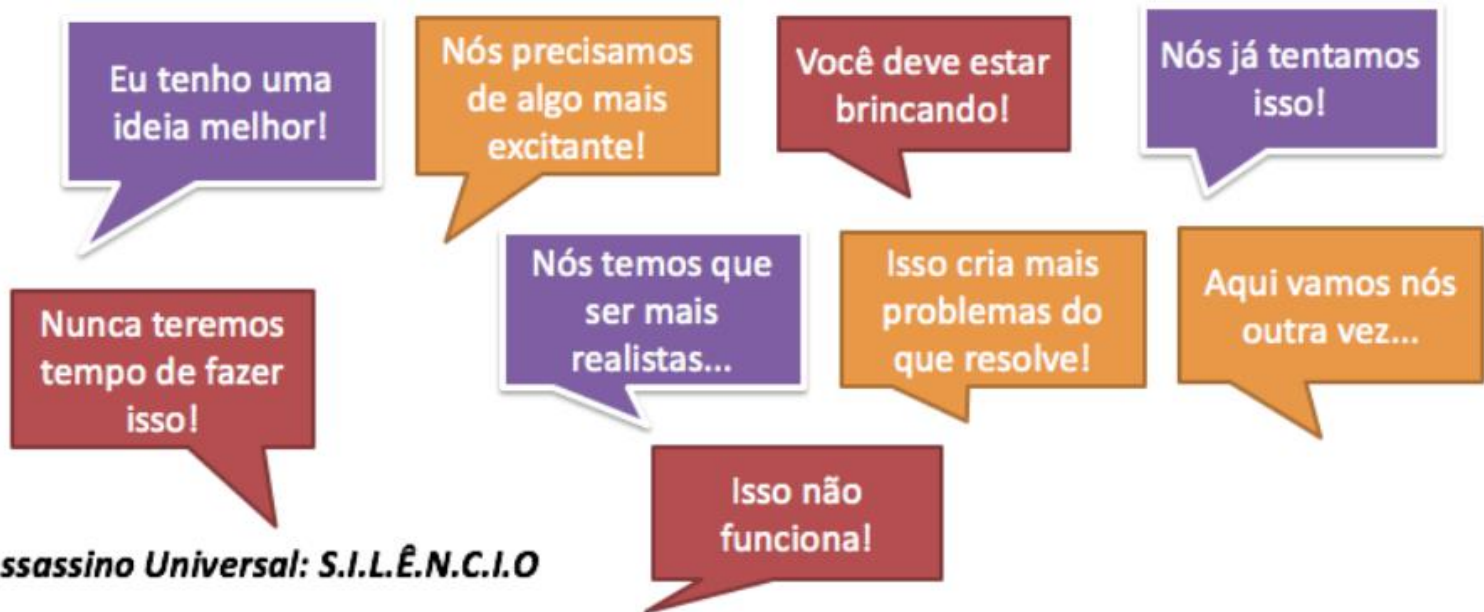 Eu tenho uma
ideia melhor!
Nós precisamos
de algo mais
excitante!
Você deve estar
brincando!
Nós já tentamos
isso!
Nunca teremos
tempo de fazer
isso!
Nós temos que
ser mais
realistas...
Isso cria mais
problemas do
que resolve!
Aqui vamos nós
outra vez...
Isso não
funciona!
ssassino Universal: S.I.L.Ê.N.C.I.O